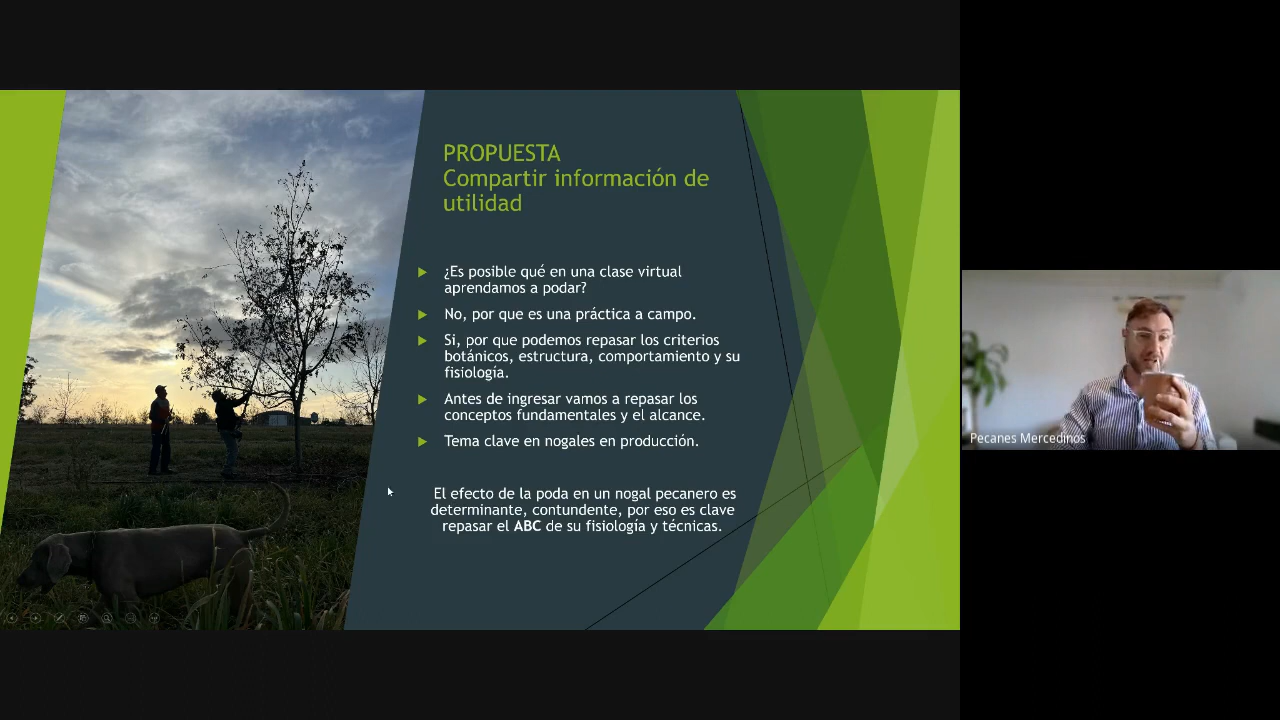 PROPUESTA
Compartir información de
utilidad
¿Es posible qué en una clase virtual
aprendamos a podar?
No, por que es una práctica a campo.
Si, por que podemos repasar los criterios
botánicos, estructura, comportamiento y su
fisiología.
Antes de ingresar vamos a repasar los
conceptos fundamentales y el alcance.
Tema clave en nogales en producción.
El efecto de la poda en un nogal pecanero es
determinante, contundente, por eso es clave
repasar el ABC de su fisiología y técnicas.
Pecanes Mercedinos